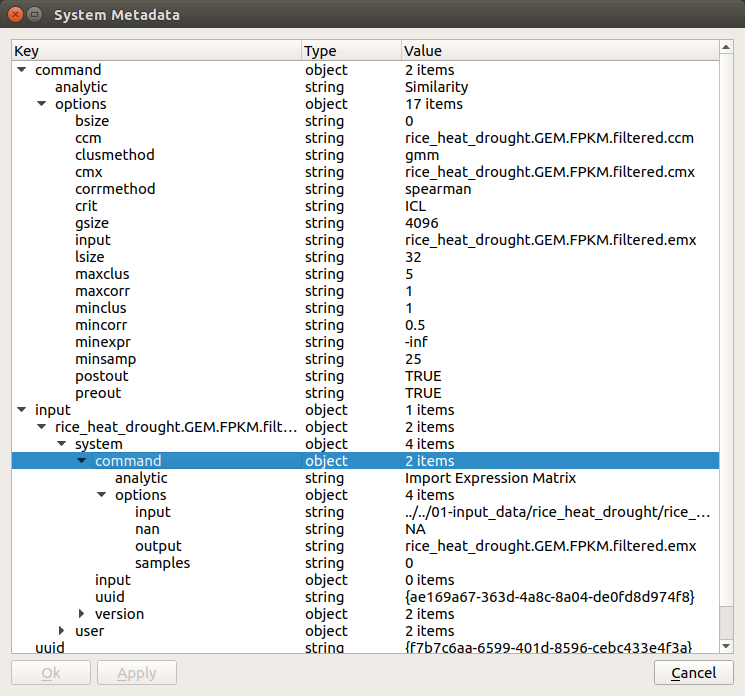 System Metadata
Key Type Value
command object 2 items
analytic string Similarity
options object 17 items
bsize string 0
ccm string rice_heat_drought.GEM.FPKM.filtered.ccm
clusmethod string gmm
cmx string rice_heat_drought.GEM.FPKM.filtered.cmx
corrmethod string spearman
crit string ICL
gsize string 4096
input string rice_heat_drought.GEM.FPKM.filtered.emx
lsize string 32
maxclus string 5
maxcorr string 1
minclus string 1
mincorr string 0.5
minexpr string -inf
minsamp string 25
postout string TRUE
preout string TRUE
input object 1 items
rice_heat_drought.GEM.FPKM.filt... object 2 items
system object 4 items
command object 2 items
analytic string Import Expression Matrix
options object 4 items
input string ../../01-input_data/rice_heat_drought/rice_...
nan string NA
output string rice_heat_drought.GEM.FPKM.filtered.emx
samples string 0
input object 0 items
uuid string {ae169a67-363d-4a8c-8a04-de0fd8d974f8}
version object 2 items
user object 2 items
uuid string {f7b7c6aa-6599-401d-8596-cebc433e4f3a}
Ok Apply Cancel